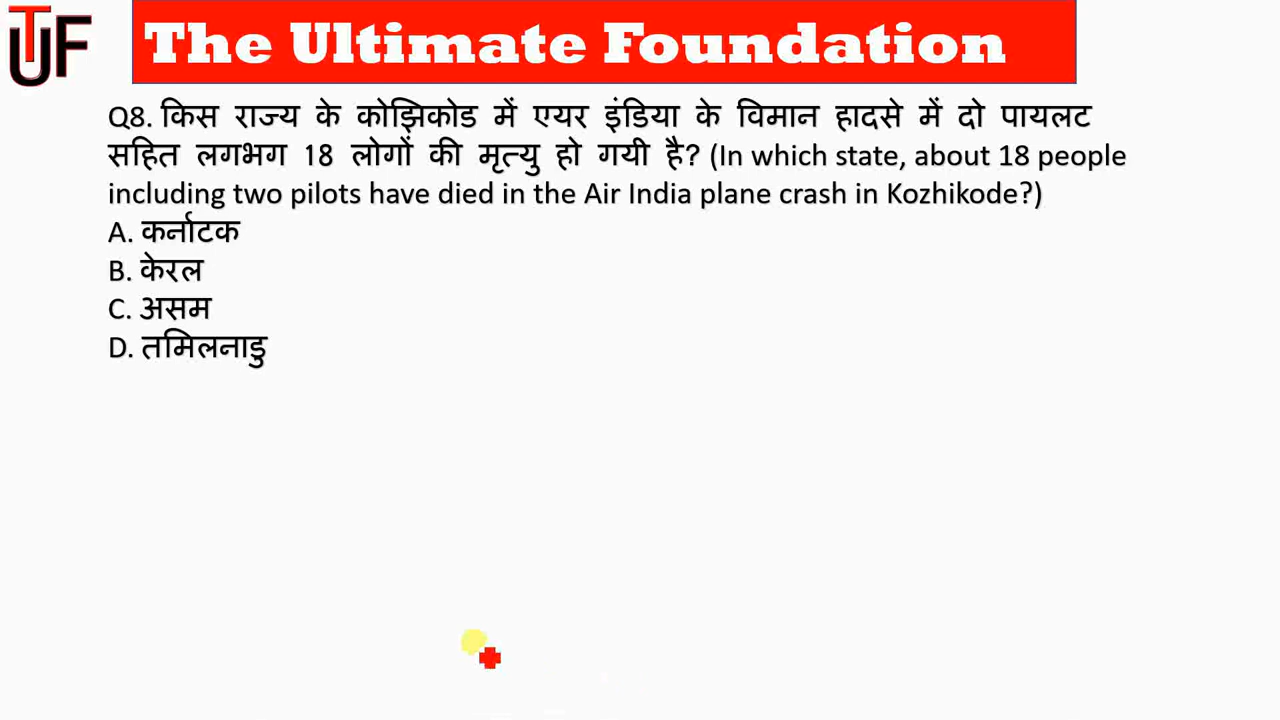 TUF
The Ultimate Foundation
Q8. किस राज्य के कोझिकोड में एयर इंडिया के विमान हादसे में दो पायलट
सहित लगभग 18 लोगों की मृत्यु हो गयी है? (In which state, about 18 people
including two pilots have died in the Air India plane crash in Kozhikode?)
A. कर्नाटक
B. केरल
C. असम
D. तमिलनाडु